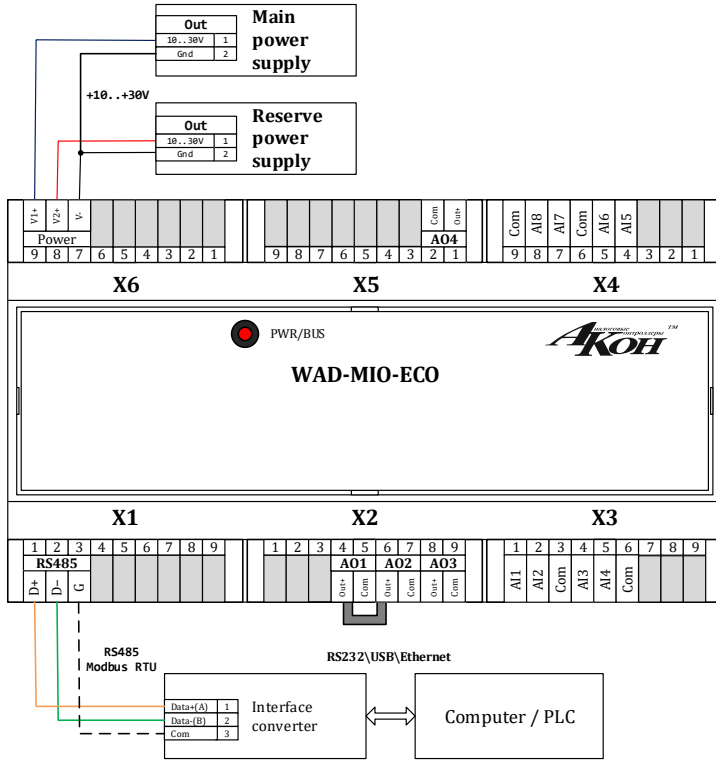 Main
power
supply
Out
10..30V 1
Gnd 2
+10..+30V
Reserve
power
supply
Out
10..30V 1
Gnd 2
V1+ V2+ V-
Power
9 8 7 6 5 4 3 2 1
X6
Com Out+
AO4
9 8 7 6 5 4 3 2 1
X5
Com AI8 AI7 Com AI6 AI5
9 8 7 6 5 4 3 2 1
X4
PWR/BUS
Аналоговые контроллеры
АКОН ™
WAD-MIO-ECO
X1
1 2 3 4 5 6 7 8 9
RS485
D+ D− G
X2
1 2 3 4 5 6 7 8 9
AO1 AO2 AO3
Out+ Com Out+ Com Out+ Com
X3
1 2 3 4 5 6 7 8 9
AI1 AI2 Com AI3 AI4 Com
RS485
Modbus RTU
RS232\USB\Ethernet
Data+(A) 1
Data-(B) 2
Com 3
Interface
converter
Computer / PLC